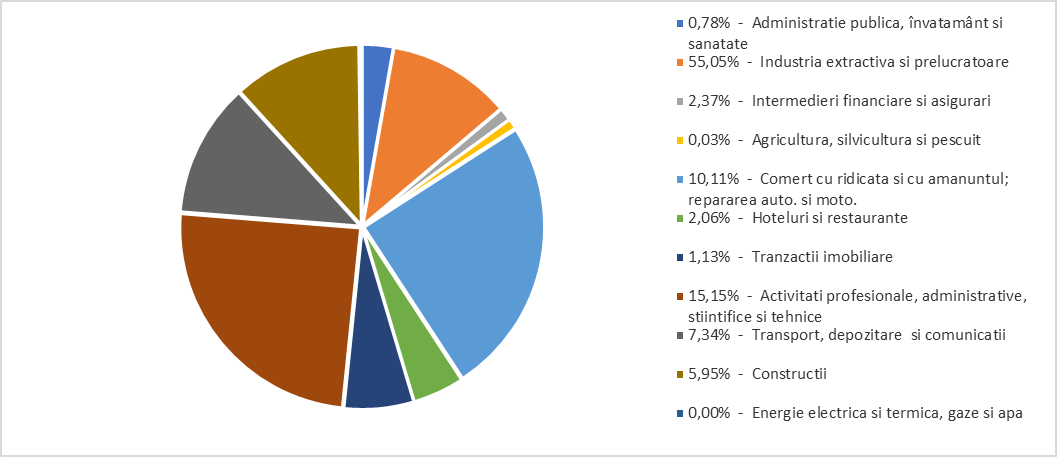 0,78% - Administratie publica, învatamânt si
sanatate
55,05% - Industria extractiva si prelucratoare
2,37% - Intermedieri financiare si asigurari
0,03% - Agricultura, silvicultura si pescuit
10,11% - Comert cu ridicata si cu amanuntul;
repararea auto. si moto.
2,06% - Hoteluri si restaurante
1,13% - Tranzactii imobiliare
15,15% - Activitati profesionale, administrative,
stiintifice si tehnice
7,34% - Transport, depozitare si comunicatii
5,95% - Constructii
0,00% - Energie electrica si termica, gaze si apa